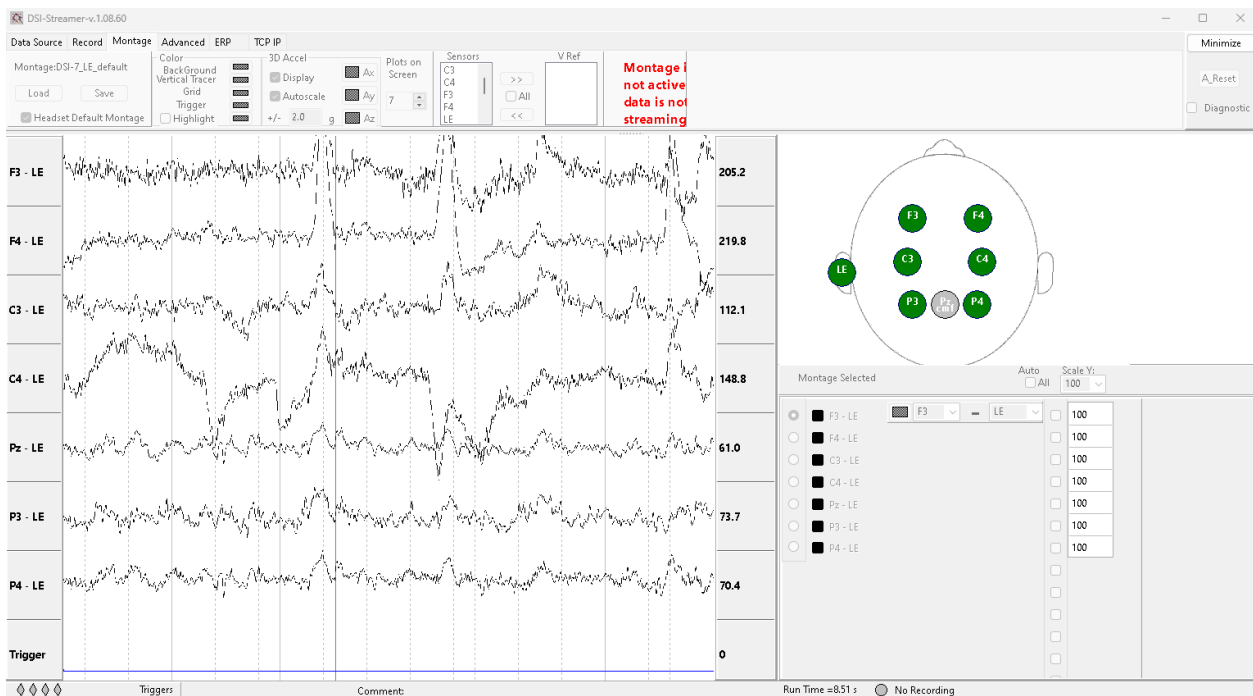 DSI-Streamer-v.1.08.60
Data Source Record Montage Advanced ERP TCP IP
Minimize
Montage:DSI-7_LE_default
Load Save
Headset Default Montage
Color
BackGround
Vertical Tracer
Grid
Trigger
Highlight
3D Accel
Display Ax
Autoscale Ay
+/- 2.0 g Az
Plots on
Screen
7
Sensors
C3
C4
F3
F4
LE
>>
All
<<
V Ref
Montage i
not active
data is not
streaming
A_Reset
Diagnostic
F3 - LE 205.2
F4 - LE 219.8
C3 - LE 112.1
C4 - LE 148.8
Pz - LE 61.0
P3 - LE 73.7
P4 - LE 70.4
Trigger 0
F3 F4
LE C3 C4
P3 Pz P4
Montage Selected
Auto
All
Scale Y:
100
F3 - LE F3 - LE 100
F4 - LE 100
C3 - LE 100
C4 - LE 100
Pz - LE 100
P3 - LE 100
P4 - LE 100
Triggers Comment: Run Time =8.51 s No Recording